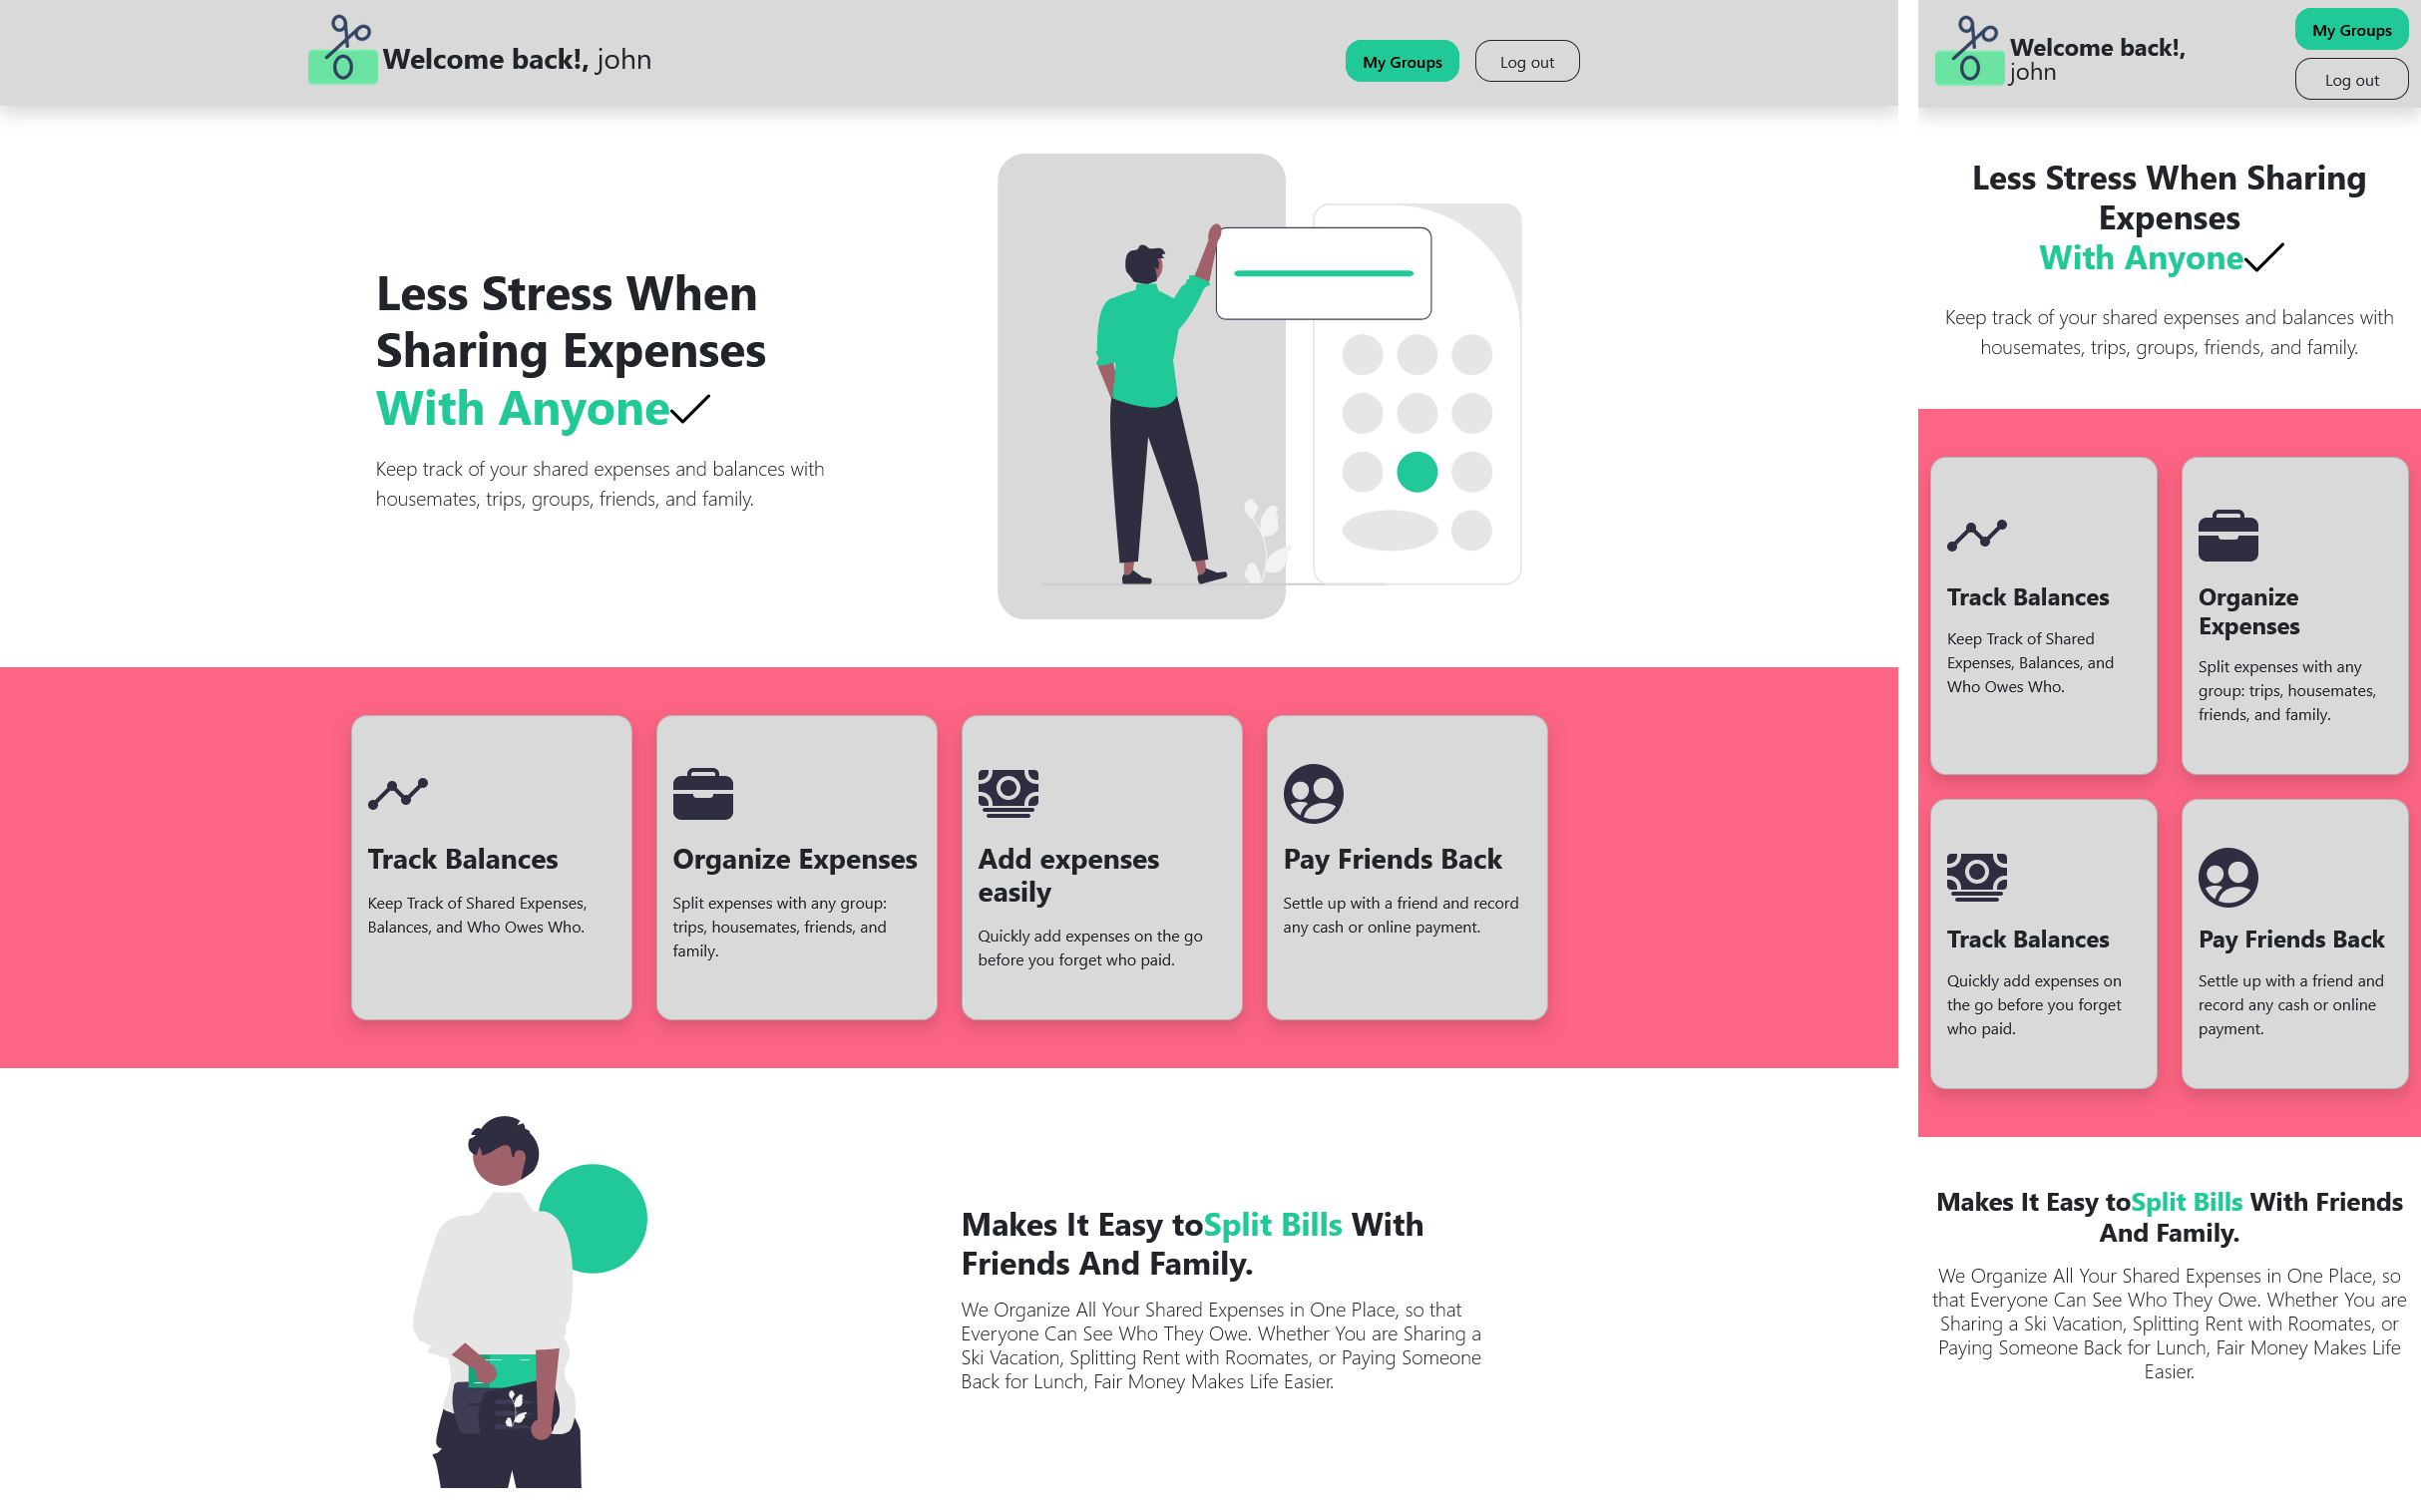 Welcome back!, john
My Groups
Log out
Less Stress When
Sharing Expenses
With Anyone
Keep track of your shared expenses and balances with
housemates, trips, groups, friends, and family.
Track Balances
Keep Track of Shared Expenses,
Balances, and Who Owes Who.
Organize Expenses
Split expenses with any group:
trips, housemates, friends, and
family.
Add expenses
easily
Quickly add expenses on the go
before you forget who paid.
Pay Friends Back
Settle up with a friend and record
any cash or online payment.
Makes It Easy toSplit Bills With
Friends And Family.
We Organize All Your Shared Expenses in One Place, so that
Everyone Can See Who They Owe. Whether You are Sharing a
Ski Vacation, Splitting Rent with Roomates, or Paying Someone
Back for Lunch, Fair Money Makes Life Easier.
Welcome back!,
john
My Groups
Log out
Less Stress When Sharing
Expenses
With Anyone
Keep track of your shared expenses and balances with
housemates, trips, groups, friends, and family.
Track Balances
Keep Track of Shared
Expenses, Balances, and
Who Owes Who.
Organize
Expenses
Split expenses with any
group: trips, housemates,
friends, and family.
Track Balances
Quickly add expenses on
the go before you forget
who paid.
Pay Friends Back
Settle up with a friend and
record any cash or online
payment.
Makes It Easy toSplit Bills With Friends
And Family.
We Organize All Your Shared Expenses in One Place, so
that Everyone Can See Who They Owe. Whether You are
Sharing a Ski Vacation, Splitting Rent with Roomates, or
Paying Someone Back for Lunch, Fair Money Makes Life
Easier.